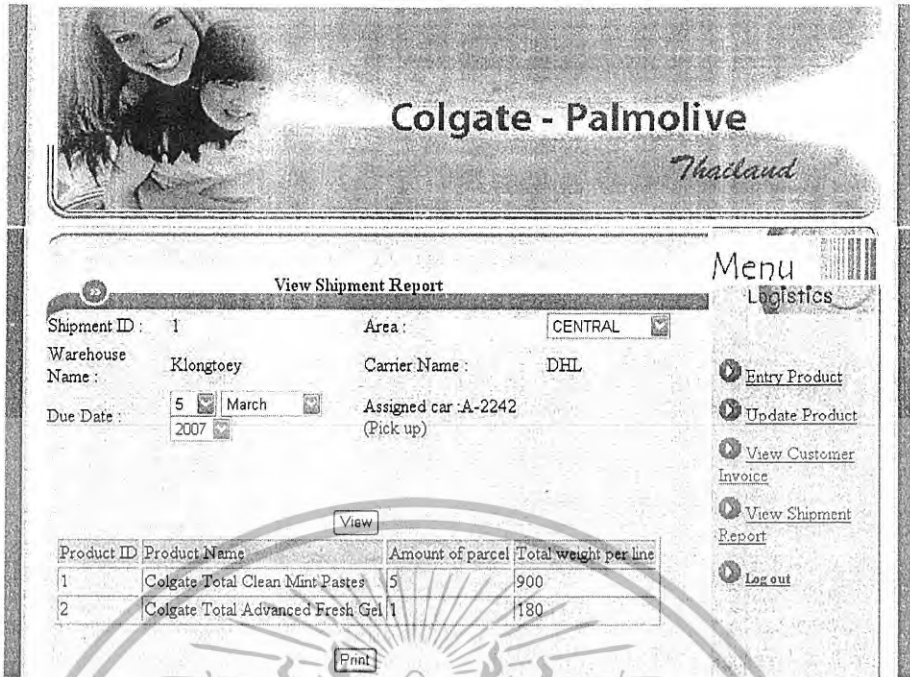 Colgate - Palmolive
Thailand
Menu
Logistics
View Shipment Report
Shipment ID : 1 Area : CENTRAL
Warehouse Name : Klongtoey Carrier Name : DHL
Due Date : 5 March 2007 Assigned car :A-2242 (Pick up)
View
Product ID Product Name Amount of parcel Total weight per line
1 Colgate Total Clean Mint Pastes 5 900
2 Colgate Total Advanced Fresh Gel 1 180
Print
Entry Product
Update Product
View Customer
Invoice
View Shipment
Report
Log out